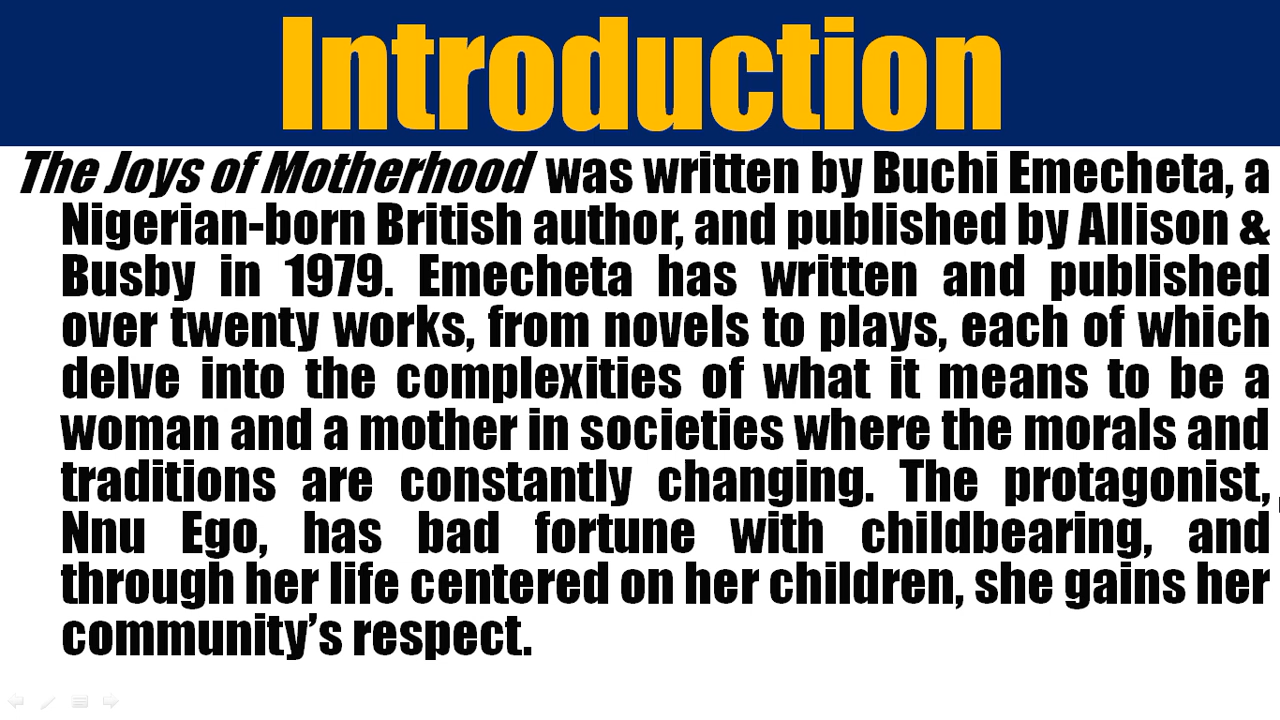 Introduction
The Joys of Motherhood was written by Buchi Emecheta, a
Nigerian-born British author, and published by Allison &
Busby in 1979. Emecheta has written and published
over twenty works, from novels to plays, each of which
delve into the complexities of what it means to be a
woman and a mother in societies where the morals and
traditions are constantly changing. The protagonist,
Nnu Ego, has bad fortune with childbearing, and
through her life centered on her children, she gains her
community’s respect.